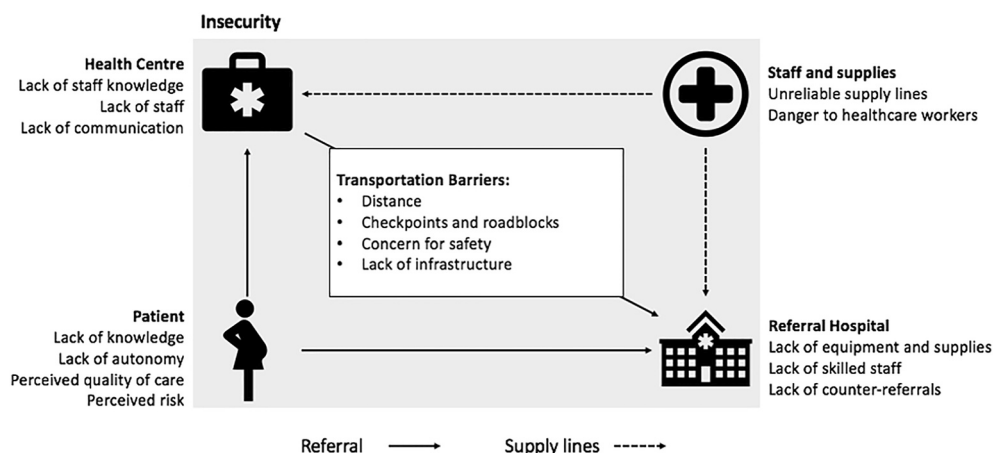 Insecurity
Health Centre
Lack of staff knowledge
Lack of staff
Lack of communication
Staff and supplies
Unreliable supply lines
Danger to healthcare workers
Transportation Barriers:
• Distance
• Checkpoints and roadblocks
• Concern for safety
• Lack of infrastructure
Patient
Lack of knowledge
Lack of autonomy
Perceived quality of care
Perceived risk
Referral Hospital
Lack of equipment and supplies
Lack of skilled staff
Lack of counter-referrals
Referral
Supply lines